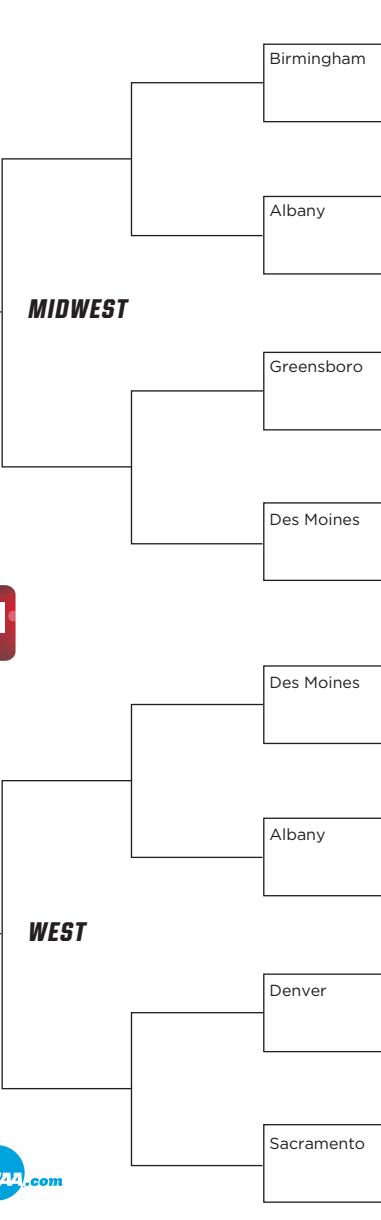 Birmingham
Albany
MIDWEST
Greensboro
Des Moines
Des Moines
Albany
WEST
Denver
Sacramento
.com